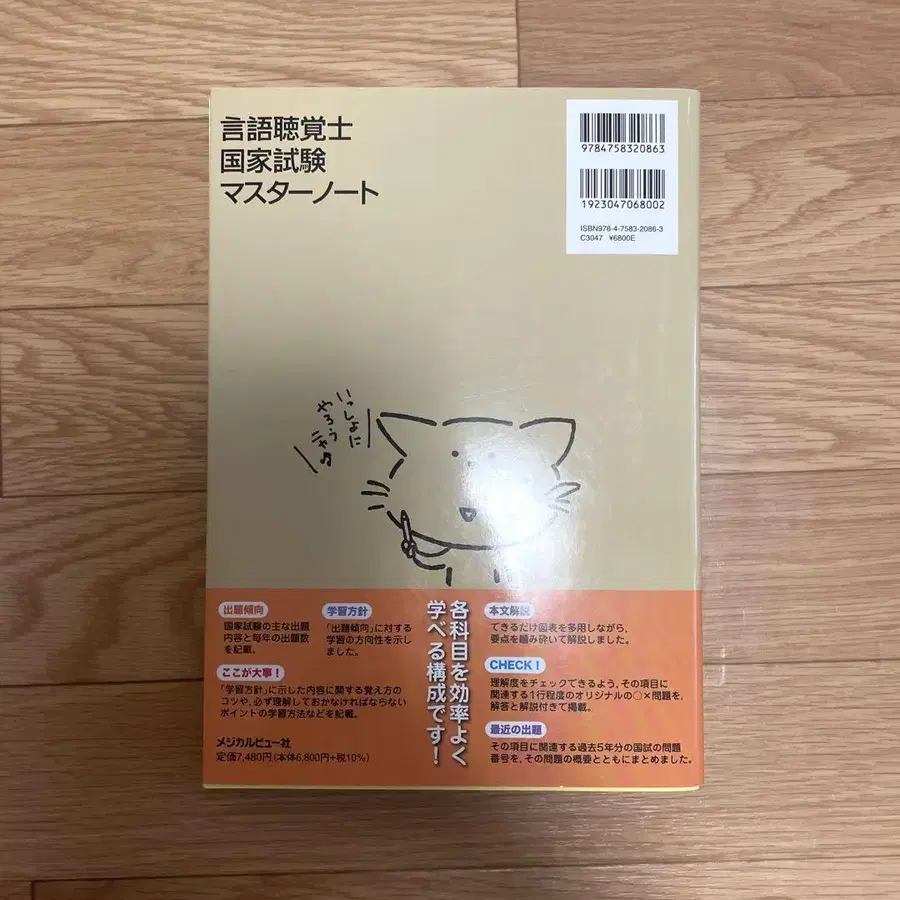 言語聴覚士
国家試験
マスターノート
9784758320863
1923047068002
ISBN978-4-7583-2086-3
C3047 ¥6800E
いっしょに
やろう
ニャ♫
出題傾向
国家試験の主な出題
内容と毎年の出題数
を記載。
学習方針
「出題傾向」に対する
学習の方向性を示し
ました。
ここが大事!
「学習方針」に示した内容に関する覚え方の
コツや、必ず理解しておかなければならない
ポイントの学習方法などを記載。
メジカルビュー社
定価7,480円(本体6,800円+税10%)
各科目を効率よく
学べる構成です!
本文解説
できるだけ図表を多用しながら、
要点を噛み砕いて解説しました。
CHECK!
理解度をチェックできるよう、その項目に
関連する1行程度のオリジナルの○×問題を、
解答と解説付きで掲載。
最近の出題
その項目に関連する過去5年分の国試の問題
番号を、その問題の概要とともにまとめました。